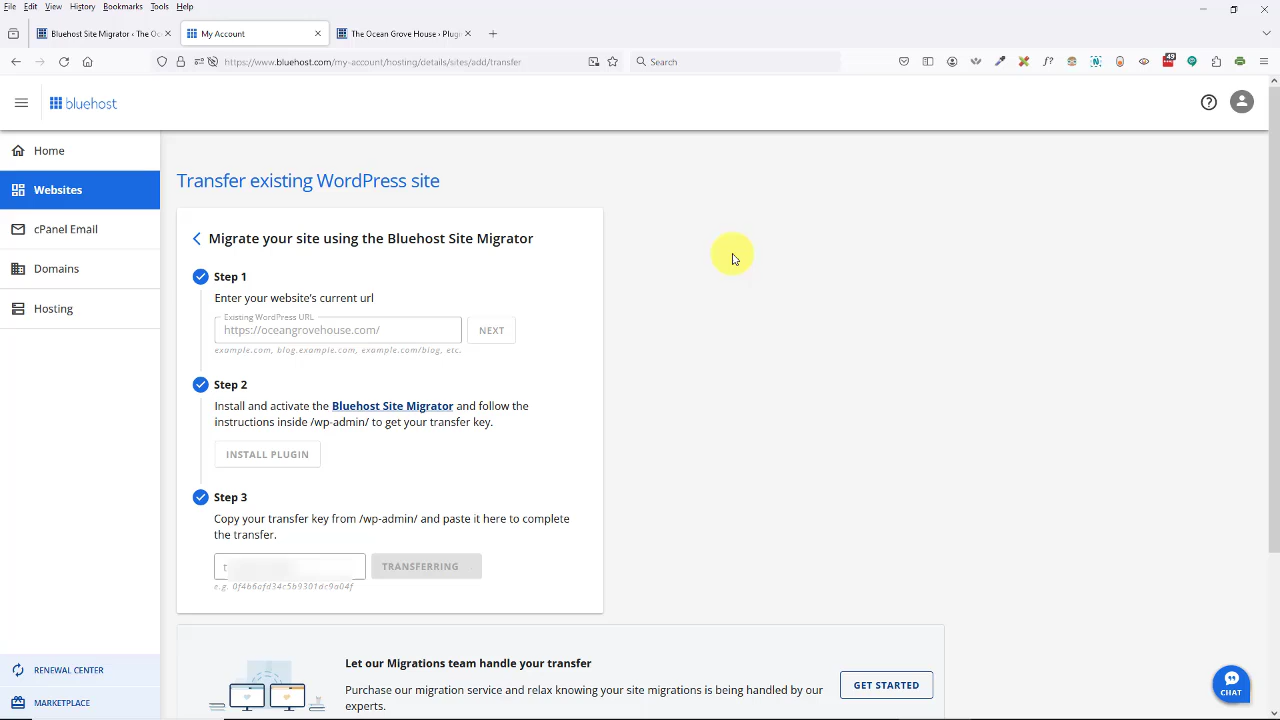 File Edit View History Bookmarks Tools Help
Bluehost Site Migrator ‹ The Oc
My Account
The Ocean Grove House › Plugi
https://www.bluehost.com/my-account/hosting/details/sites/add/transfer
Search
43
bluehost
Home
Websites
cPanel Email
Domains
Hosting
RENEWAL CENTER
MARKETPLACE
Transfer existing WordPress site
Migrate your site using the Bluehost Site Migrator
Step 1
Enter your website's current url
Existing WordPress URL
https://oceangrovehouse.com/
NEXT
example.com, blog.example.com, example.com/blog, etc.
Step 2
Install and activate the Bluehost Site Migrator and follow the
instructions inside /wp-admin/ to get your transfer key.
INSTALL PLUGIN
Step 3
Copy your transfer key from /wp-admin/ and paste it here to complete
the transfer.
t
TRANSFERRING
e.g. 0f4b6afd34c5b9301dc9a04f
Let our Migrations team handle your transfer
Purchase our migration service and relax knowing your site migrations is being handled by our
experts.
GET STARTED
CHAT